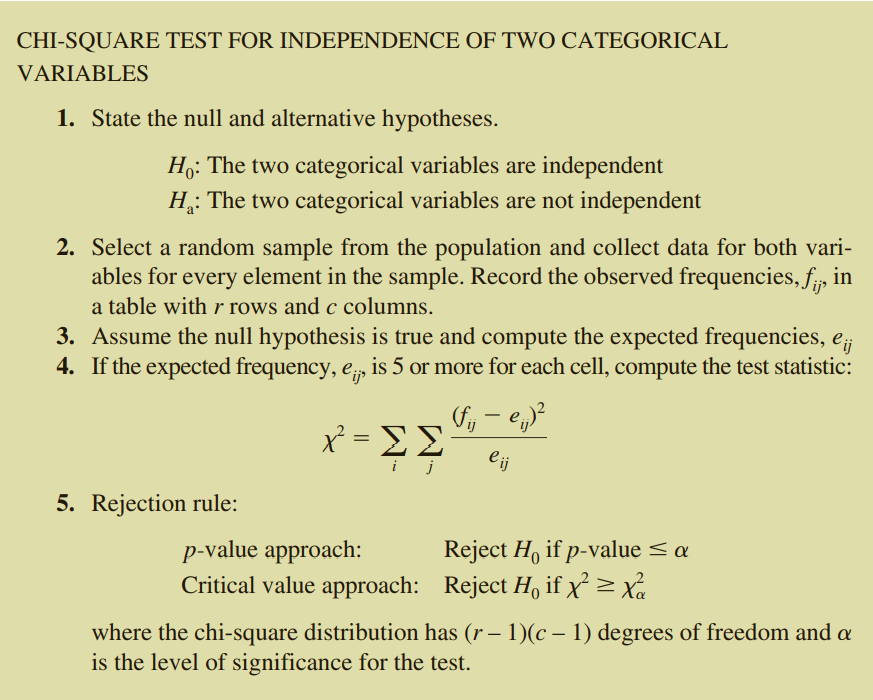 CHI-SQUARE TEST FOR INDEPENDENCE OF TWO CATEGORICAL
VARIABLES
1. State the null and alternative hypotheses.
H₀: The two categorical variables are independent
Hₐ: The two categorical variables are not independent
2. Select a random sample from the population and collect data for both vari-
ables for every element in the sample. Record the observed frequencies, fᵢⱼ, in
a table with r rows and c columns.
3. Assume the null hypothesis is true and compute the expected frequencies, eᵢⱼ
4. If the expected frequency, eᵢⱼ, is 5 or more for each cell, compute the test statistic:
χ² = Σᵢ Σⱼ (fᵢⱼ − eᵢⱼ)² / eᵢⱼ
5. Rejection rule:
p-value approach: Reject H₀ if p-value ≤ α
Critical value approach: Reject H₀ if χ² ≥ χ²_α
where the chi-square distribution has (r – 1)(c – 1) degrees of freedom and α
is the level of significance for the test.